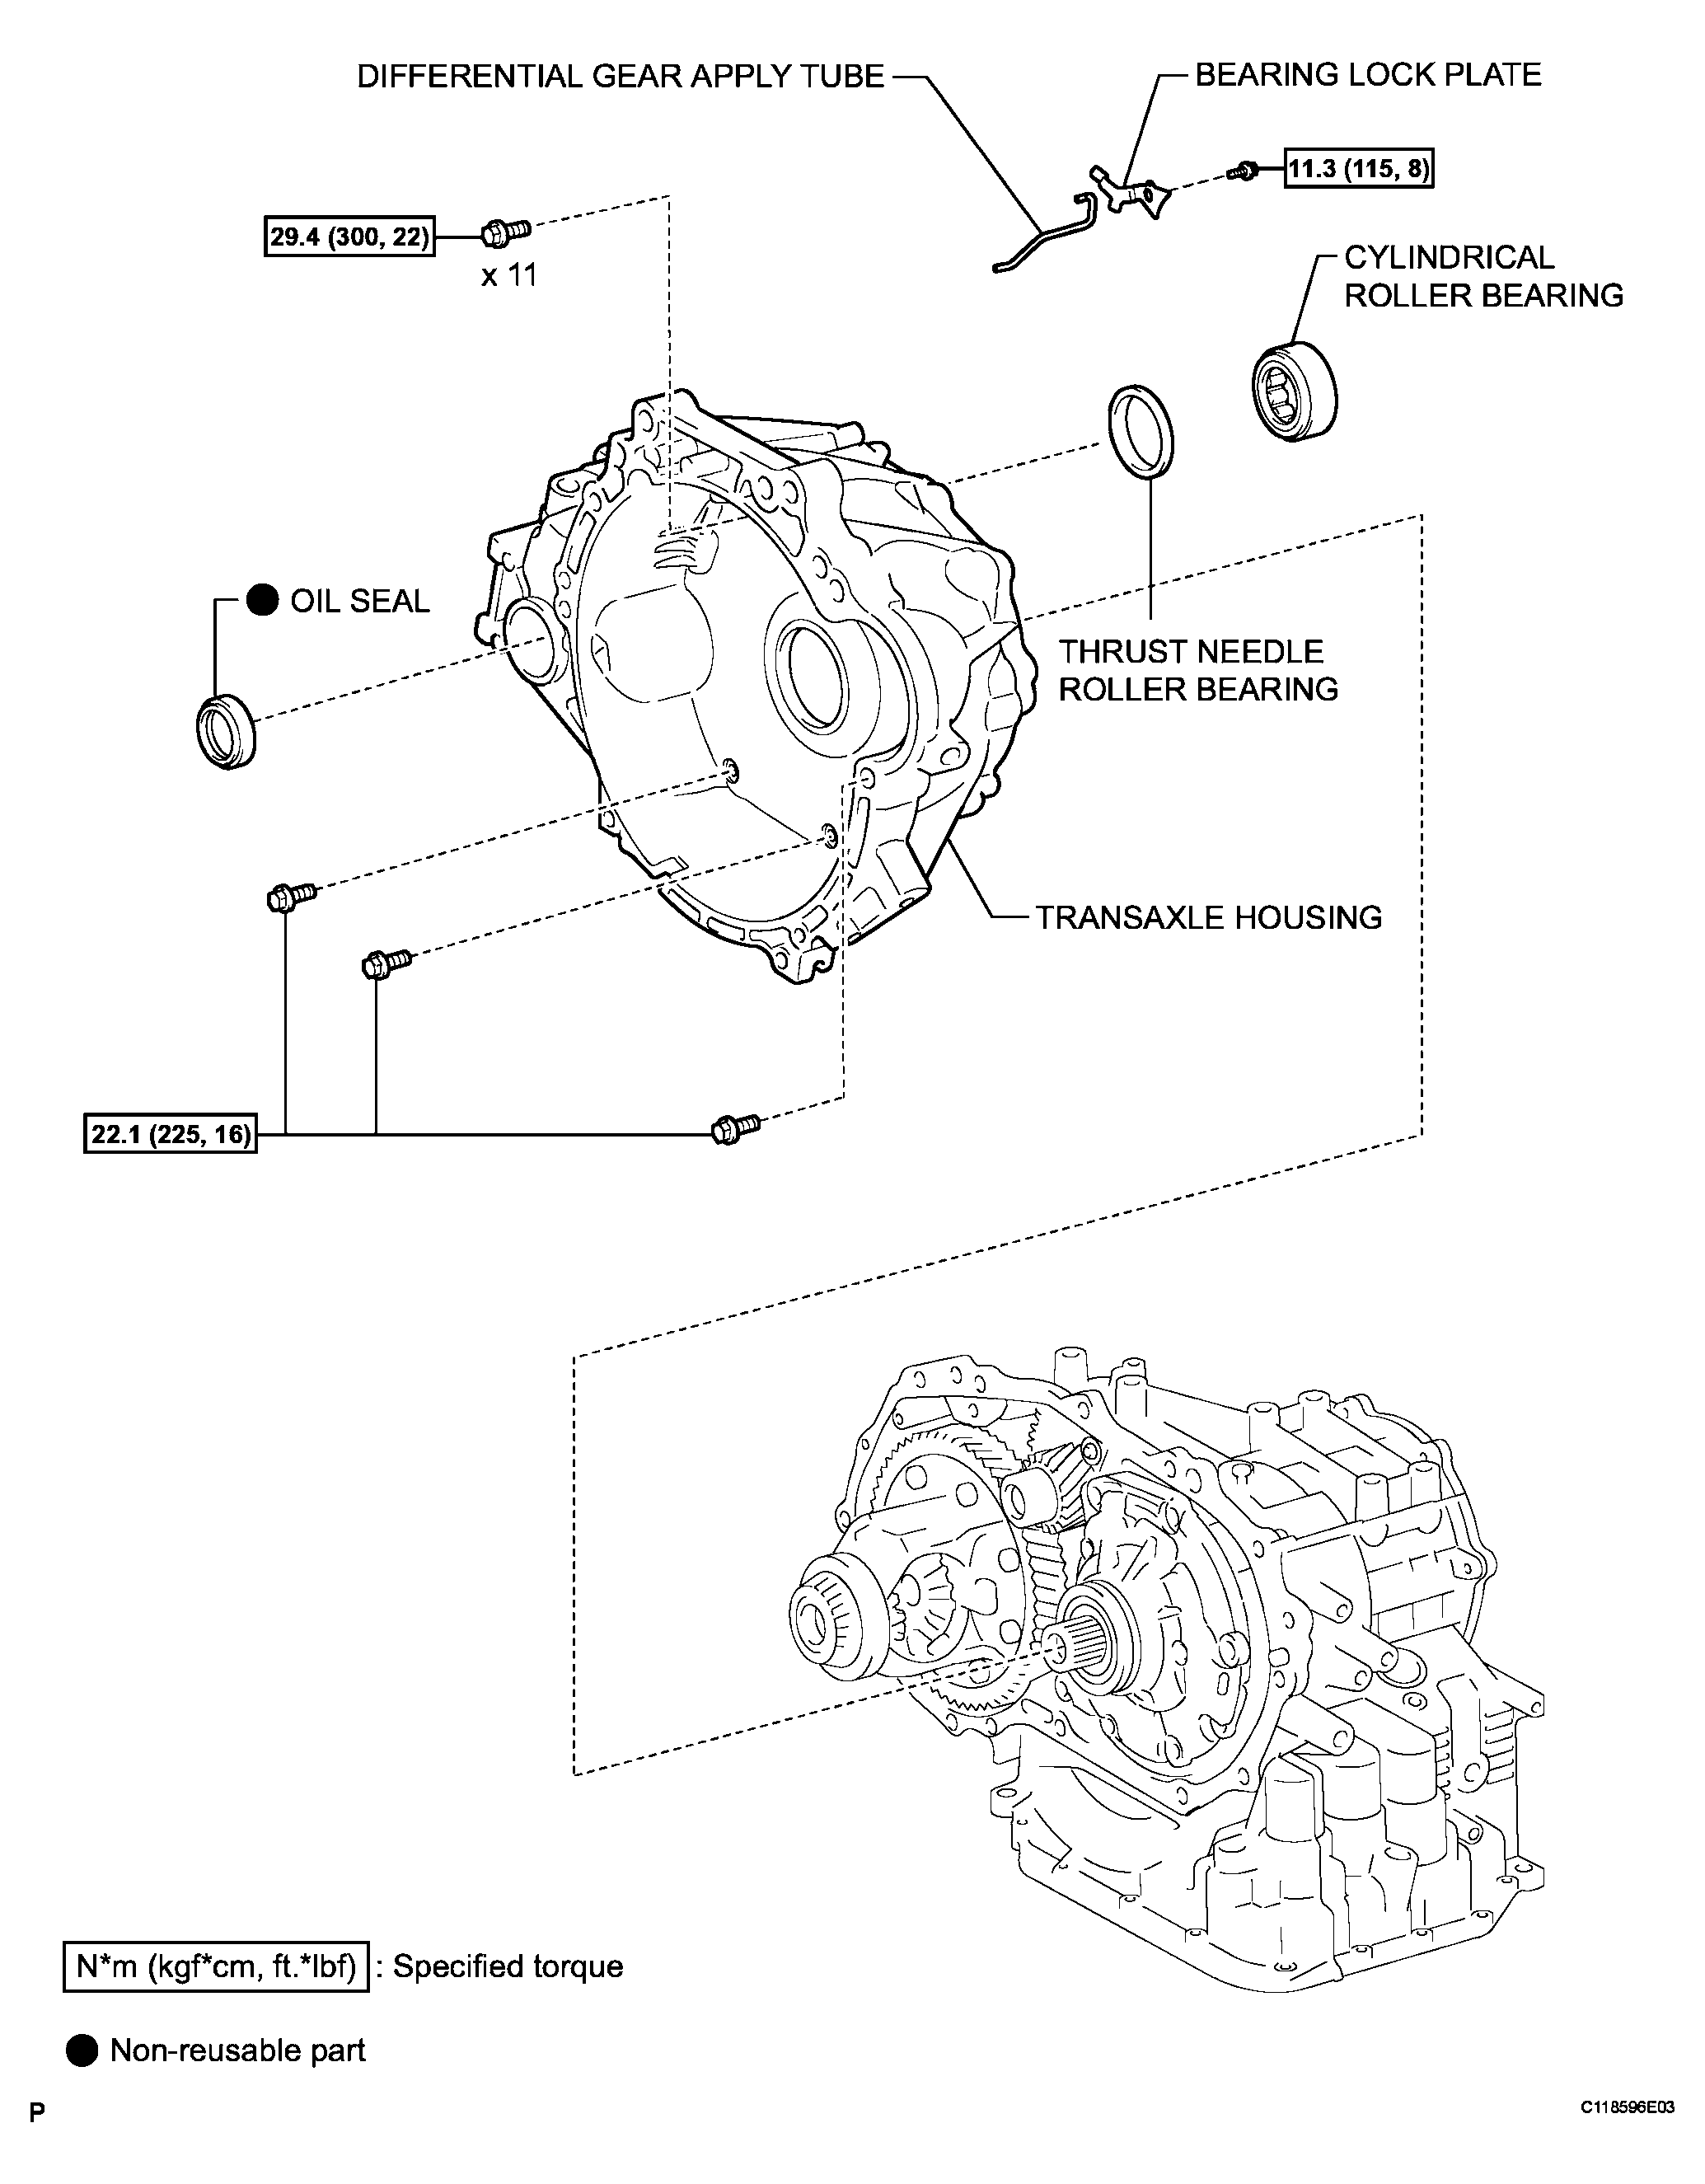 DIFFERENTIAL GEAR APPLY TUBE
BEARING LOCK PLATE
11.3 (115, 8)
29.4 (300, 22)
x 11
CYLINDRICAL
ROLLER BEARING
OIL SEAL
THRUST NEEDLE
ROLLER BEARING
TRANSAXLE HOUSING
22.1 (225, 16)
N*m (kgf*cm, ft.*lbf) : Specified torque
Non-reusable part
P
C118596E03